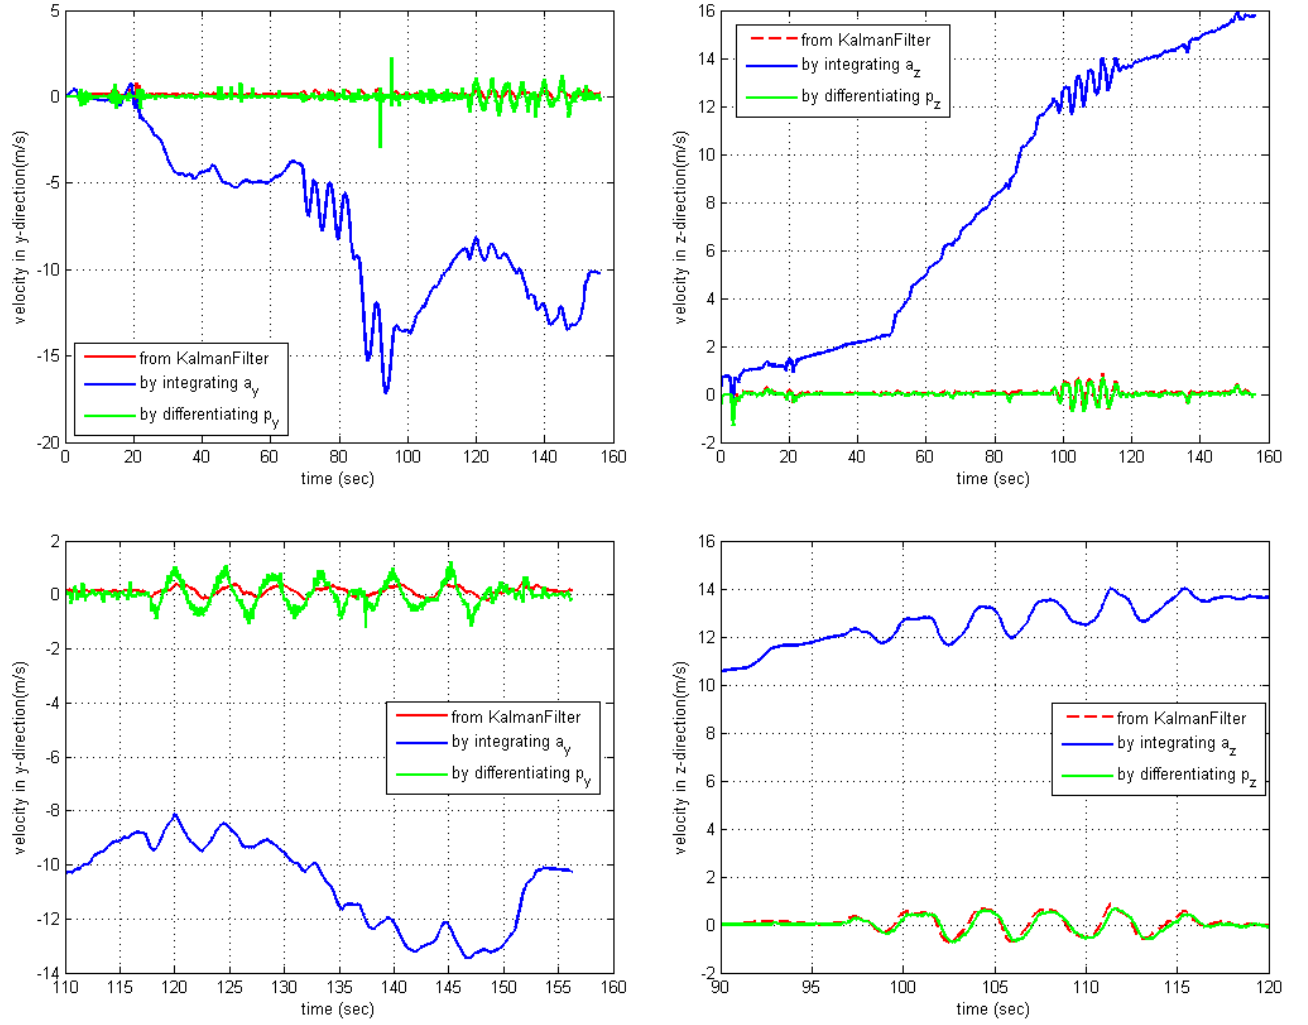 5
0
-5
-10
-15
-20
0 20 40 60 80 100 120 140 160
time (sec)
velocity in y-direction(m/s)
from KalmanFilter
by integrating a_y
by differentiating p_y
16
14
12
10
8
6
4
2
0
-2
0 20 40 60 80 100 120 140 160
time (sec)
velocity in z-direction(m/s)
from KalmanFilter
by integrating a_z
by differentiating p_z
2
0
-2
-4
-6
-8
-10
-12
-14
110 115 120 125 130 135 140 145 150 155 160
time (sec)
velocity in y-direction(m/s)
from KalmanFilter
by integrating a_y
by differentiating p_y
16
14
12
10
8
6
4
2
0
-2
90 95 100 105 110 115 120
time (sec)
velocity in z-direction(m/s)
from KalmanFilter
by integrating a_z
by differentiating p_z